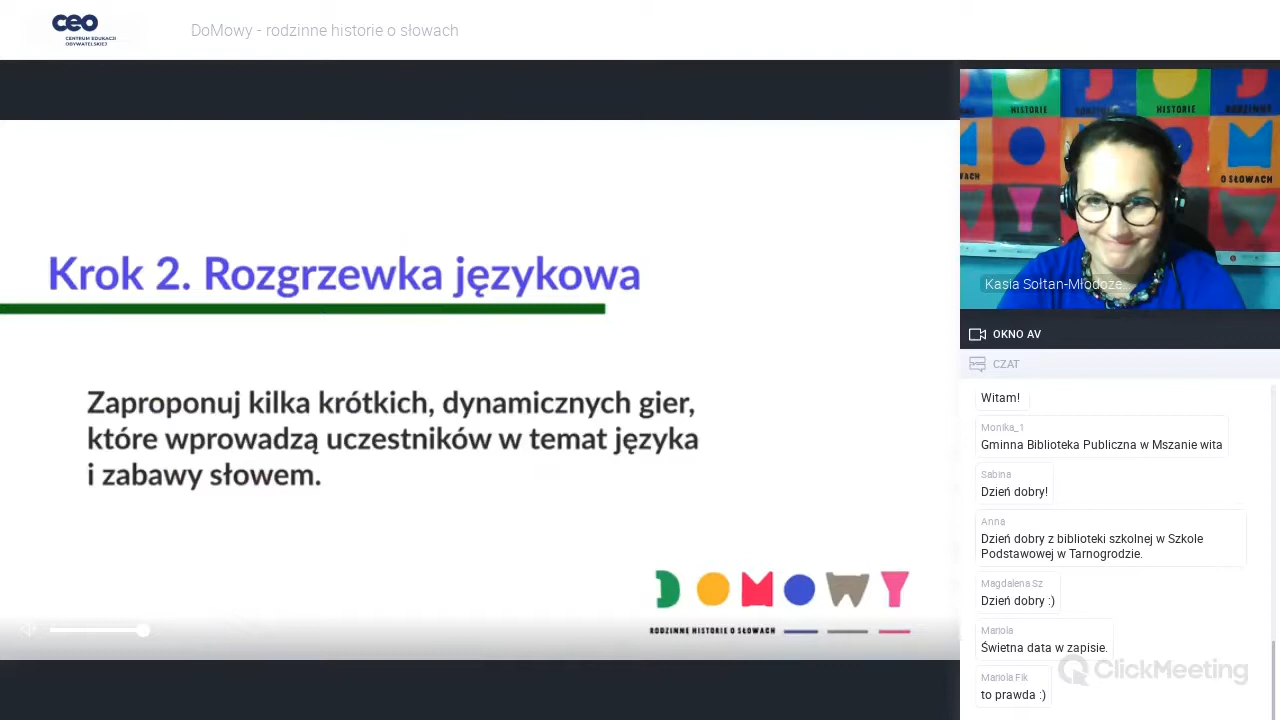 ceo
CENTRUM EDUKACJI
OBYWATELSKIEJ
DoMowy - rodzinne historie o słowach
Krok 2. Rozgrzewka językowa
Zaproponuj kilka krótkich, dynamicznych gier,
które wprowadzą uczestników w temat języka
i zabawy słowem.
DOMOWY
RODZINNE HISTORIE O SŁOWACH
HISTORIE
HISTORIE
RODZINNE
O SŁOWACH
Kasia Sołtan-Młodoże...
OKNO AV
CZAT
Witam!
Monika_1
Gminna Biblioteka Publiczna w Mszanie wita
Sabina
Dzień dobry!
Anna
Dzień dobry z biblioteki szkolnej w Szkole
Podstawowej w Tarnogrodzie.
Magdalena Sz
Dzień dobry :)
Mariola
Świetna data w zapisie.
Mariola Fik
to prawda :)
ClickMeeting